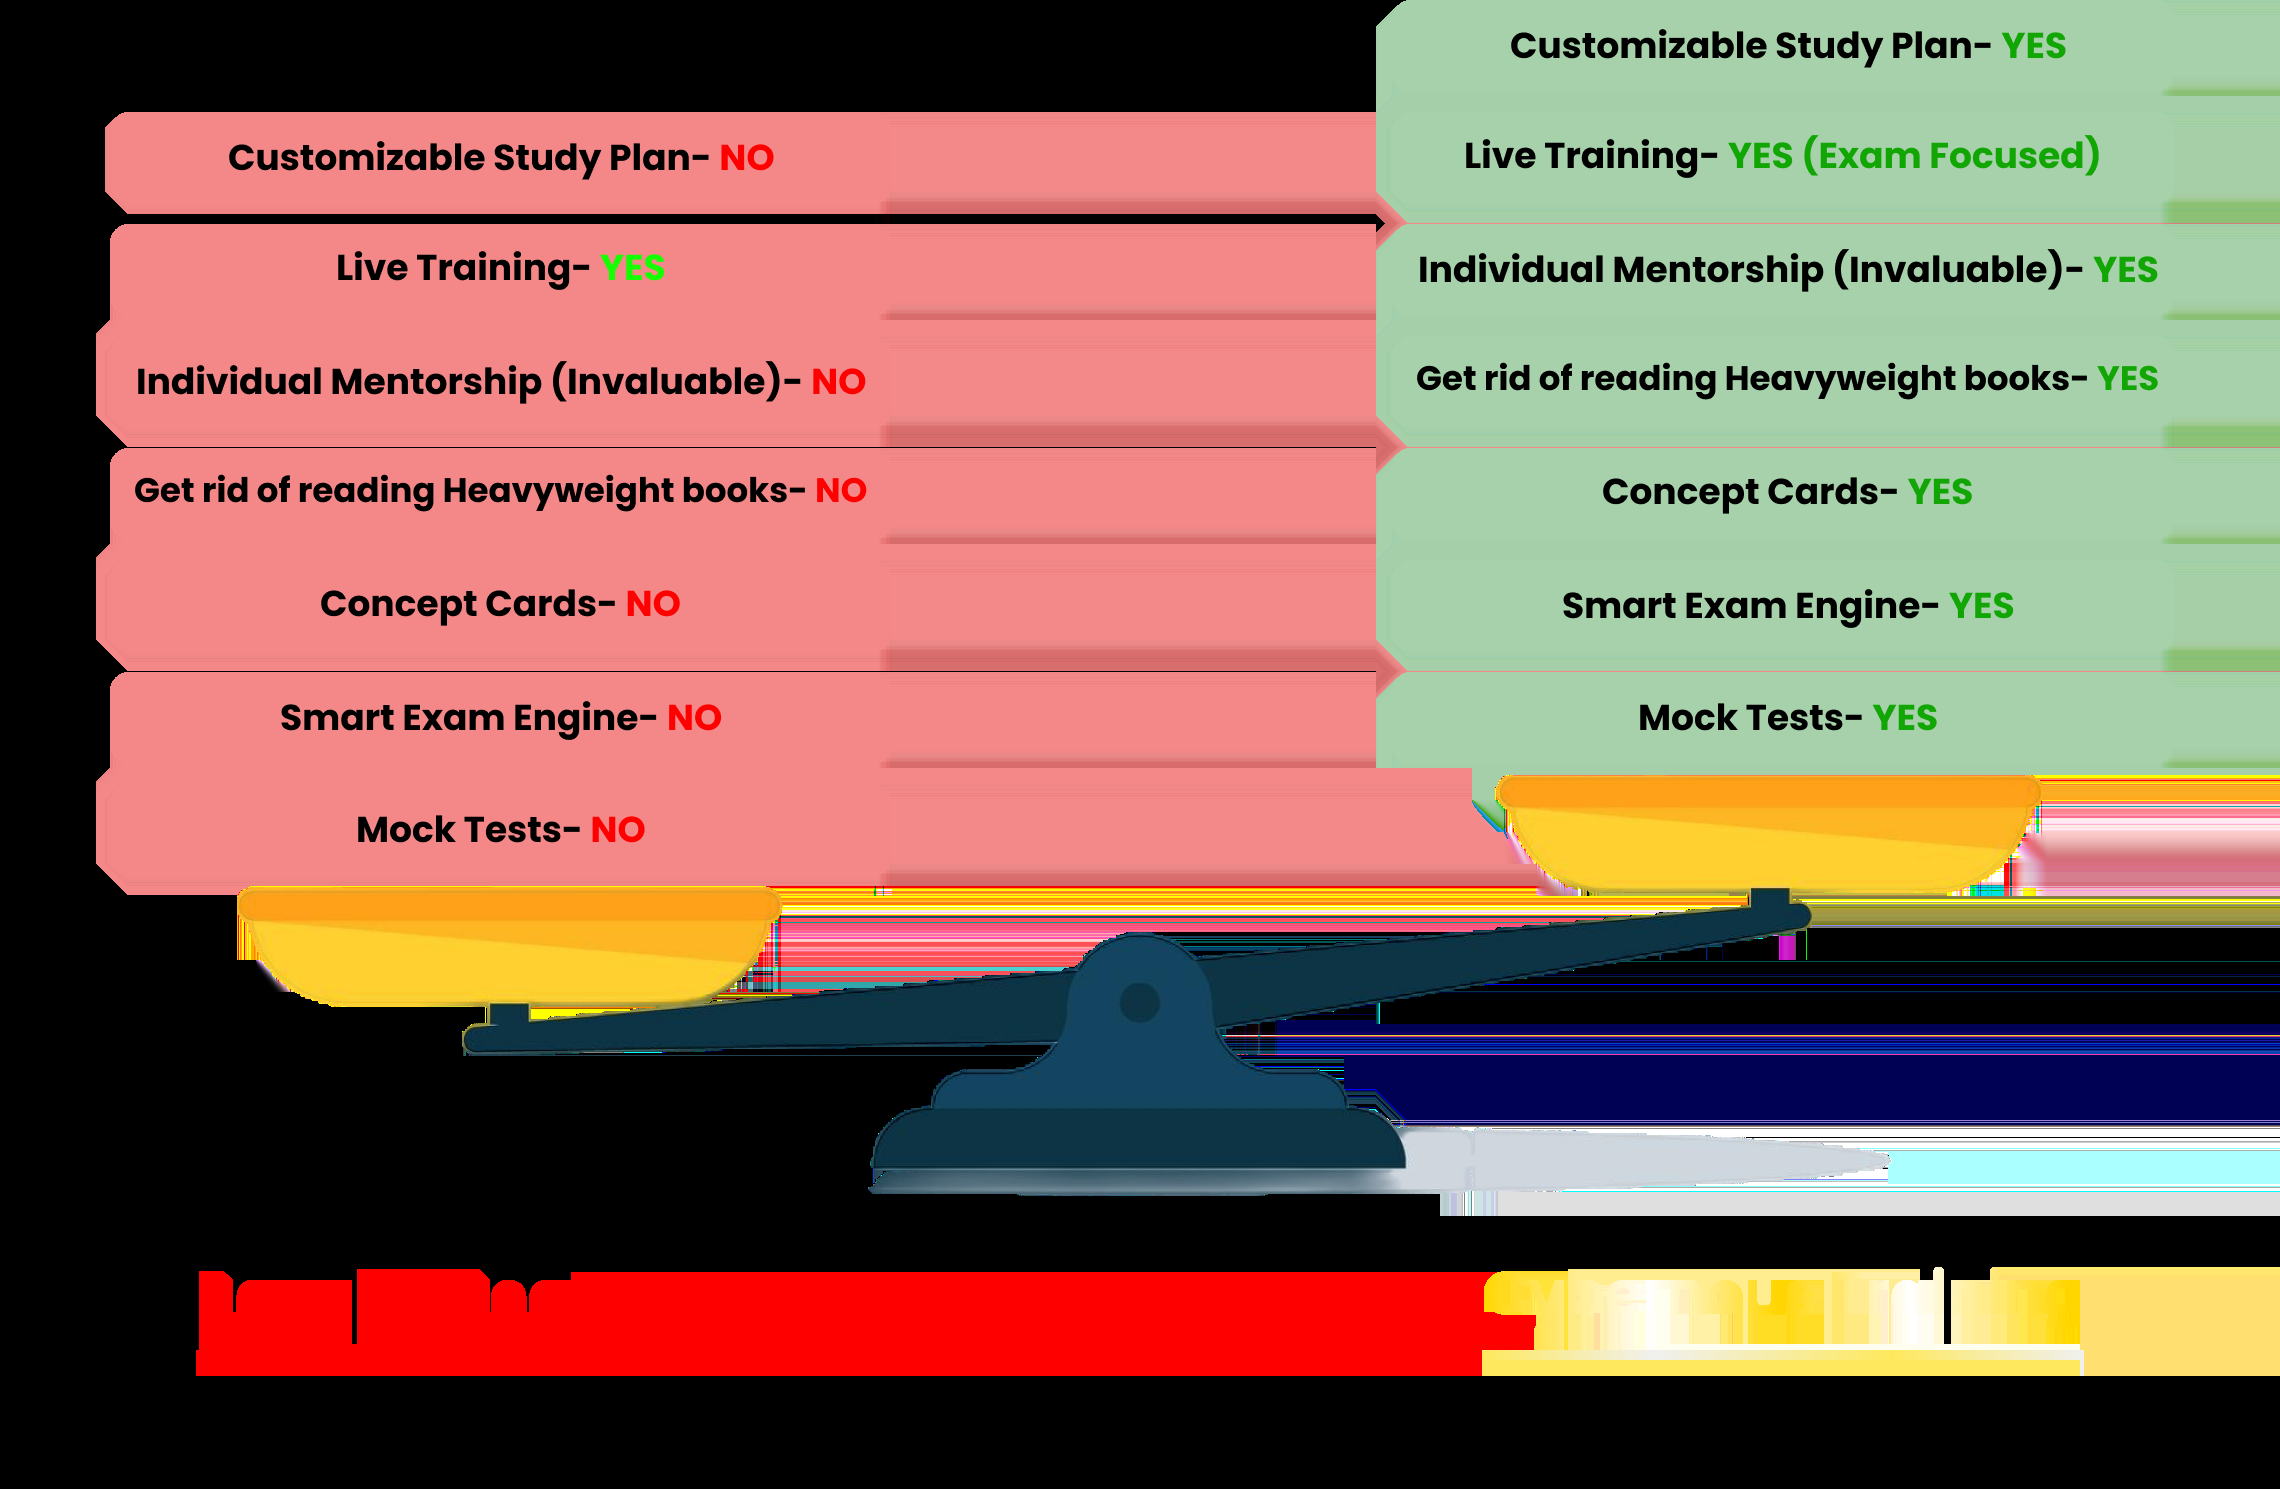 Customizable Study Plan- NO
Live Training- YES
Individual Mentorship (Invaluable)- NO
Get rid of reading Heavyweight books- NO
Concept Cards- NO
Smart Exam Engine- NO
Mock Tests- NO
Customizable Study Plan- YES
Live Training- YES (Exam Focused)
Individual Mentorship (Invaluable)- YES
Get rid of reading Heavyweight books- YES
Concept Cards- YES
Smart Exam Engine- YES
Mock Tests- YES